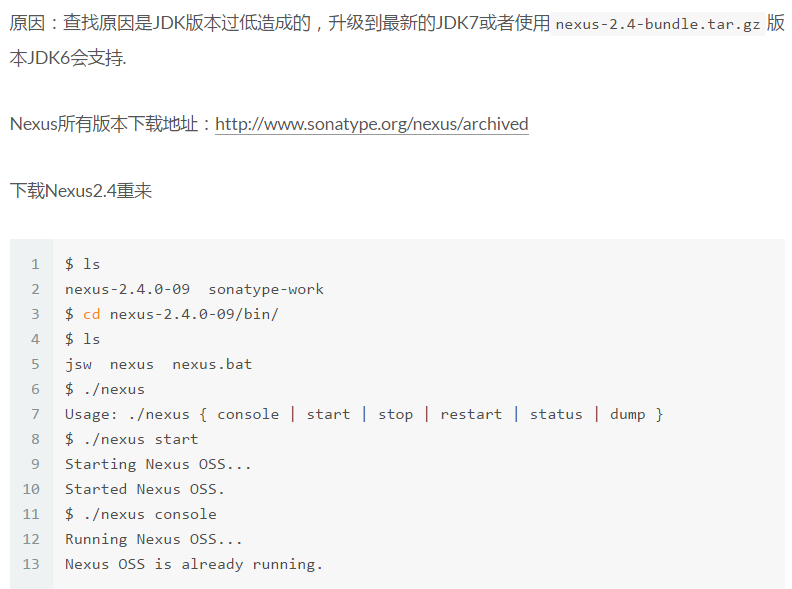 原因：查找原因是JDK版本过低造成的，升级到最新的JDK7或者使用 nexus-2.4-bundle.tar.gz 版
本JDK6会支持.
Nexus所有版本下载地址：http://www.sonatype.org/nexus/archived
下载Nexus2.4重来
1 $ ls
2 nexus-2.4.0-09  sonatype-work
3 $ cd nexus-2.4.0-09/bin/
4 $ ls
5 jsw  nexus  nexus.bat
6 $ ./nexus
7 Usage: ./nexus { console | start | stop | restart | status | dump }
8 $ ./nexus start
9 Starting Nexus OSS...
10 Started Nexus OSS.
11 $ ./nexus console
12 Running Nexus OSS...
13 Nexus OSS is already running.